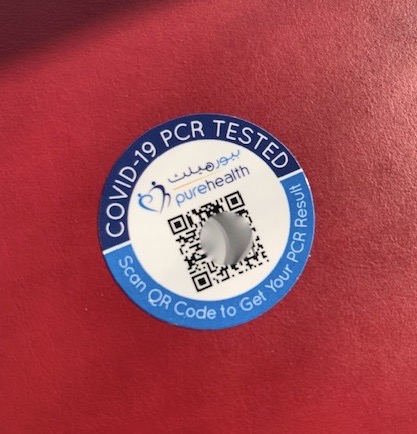 COVID-19 PCR TESTED
بيورهيلث
purehealth
Scan QR Code to Get Your PCR Result